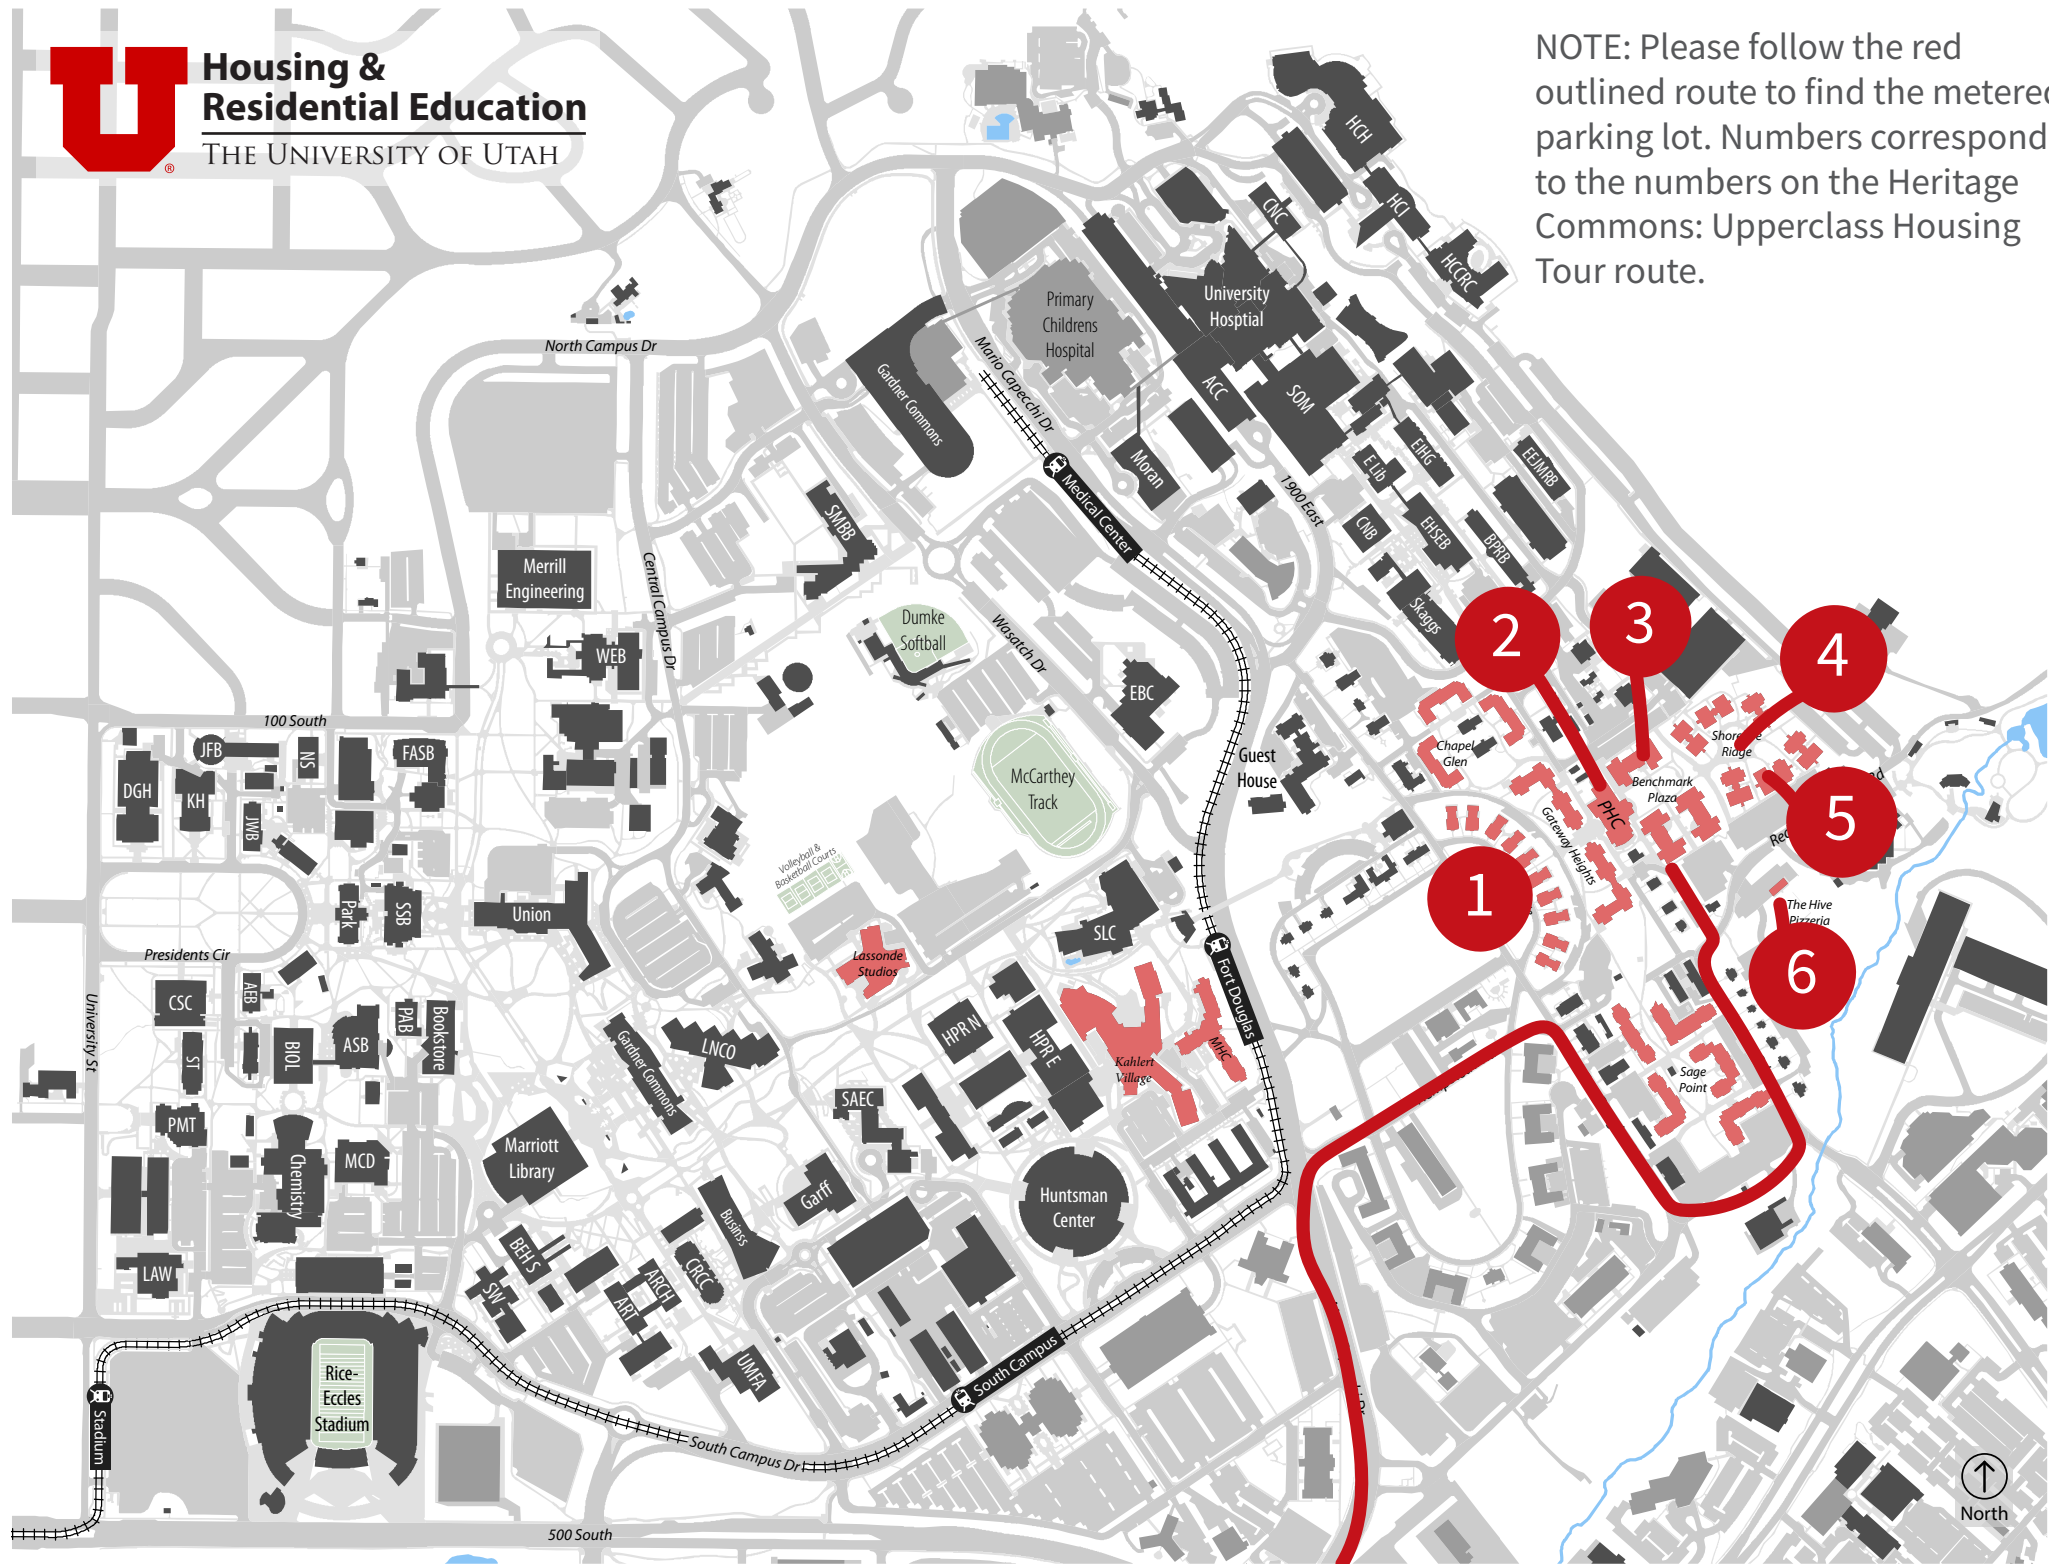 Housing &
Residential Education
THE UNIVERSITY OF UTAH
®
NOTE: Please follow the red
outlined route to find the metered
parking lot. Numbers correspond
to the numbers on the Heritage
Commons: Upperclass Housing
Tour route.
HCH
HCI
HCCRC
CNC
University
Hosptial
Primary
Childrens
Hospital
Mario Capecchi Dr
Gardner Commons
North Campus Dr
ACC
SOM
Moran
Medical Center
1900 East
E Lib
EIHG
EEJMRB
CNB
EHSEB
BPRB
Skaggs
SMBB
Merrill
Engineering
Central Campus Dr
WEB
Dumke
Softball
Wasatch Dr
EBC
McCarthey
Track
Guest
House
2
3
4
5
1
6
Chapel
Glen
Gateway Heights
PHC
Benchmark
Plaza
Ridge
The Hive
Pizzeria
Sage
Point
100 South
JFB
NS
FASB
DGH
KH
JWB
Park
SSB
Union
Presidents Cir
University St
CSC
AEB
ST
BIOL
ASB
PAB
Bookstore
PMT
Chemistry
MCD
LAW
Volleyball &
Basketball Courts
Lassonde
Studios
SLC
Fort Douglas
HPR N
HPR E
Kahlert
Village
MHC
Gardner Commons
LNCO
SAEC
Marriott
Library
Garff
Businss
Huntsman
Center
BEH S
SW
ART
ARCH
CRCC
UMFA
South Campus
South Campus Dr
Rice-
Eccles
Stadium
Stadium
500 South
North